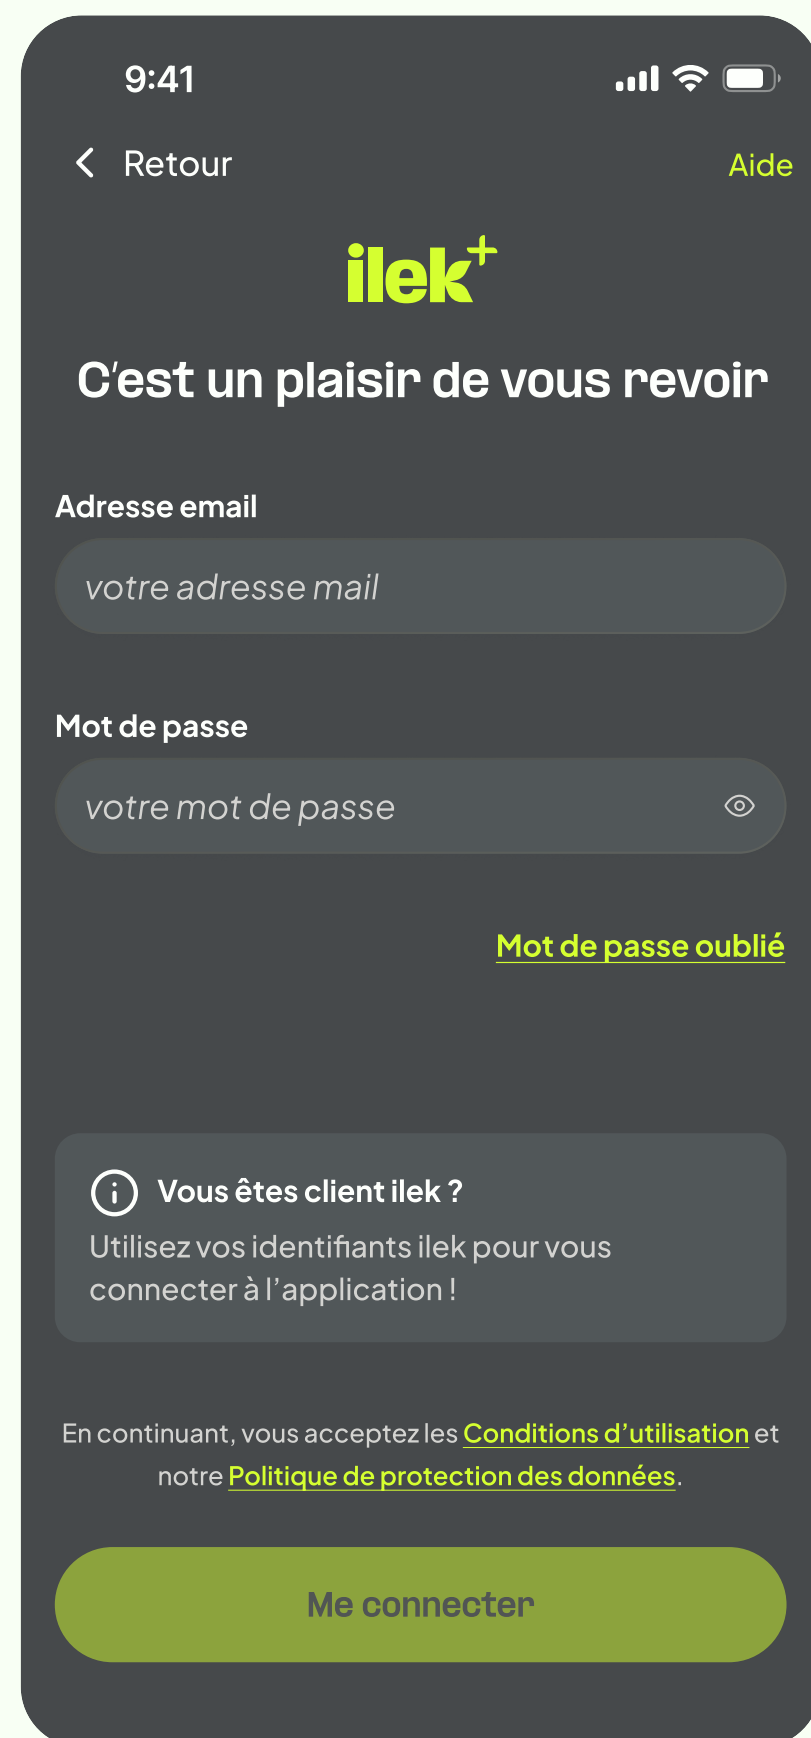 9:41
Retour
Aide
ilek+
C'est un plaisir de vous revoir
Adresse email
votre adresse mail
Mot de passe
votre mot de passe
Mot de passe oublié
Vous êtes client ilek ?
Utilisez vos identifiants ilek pour vous
connecter à l’application !
En continuant, vous acceptez les Conditions d’utilisation et
notre Politique de protection des données.
Me connecter